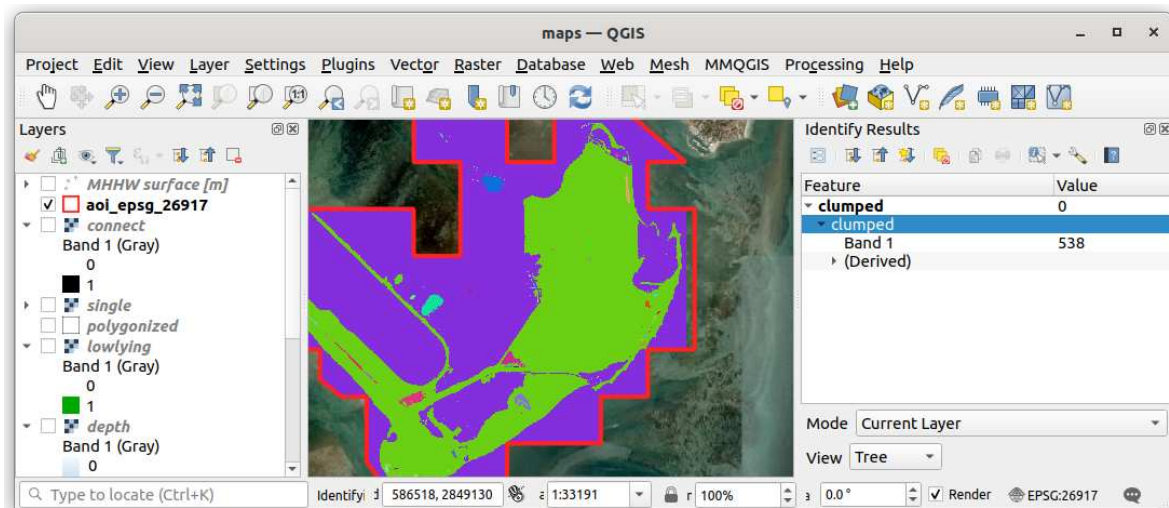 maps — QGIS
Project Edit View Layer Settings Plugins Vector Raster Database Web Mesh MMQGIS Processing Help
Layers
MHHW surface [m]
aoi_epsg_26917
connect
Band 1 (Gray)
0
1
single
polygonized
lowlying
Band 1 (Gray)
0
1
depth
Band 1 (Gray)
0
Identify Results
Feature Value
clumped 0
clumped
Band 1 538
(Derived)
Mode Current Layer
View Tree
Type to locate (Ctrl+K) 586518, 2849130 1:33191 100% 0.0 ° Render EPSG:26917